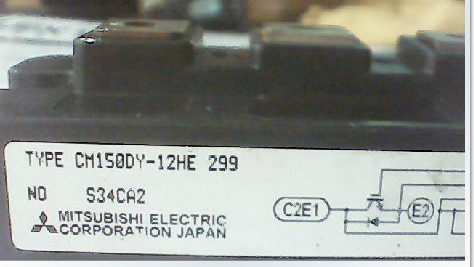 TYPE CM150DY-12HE 299
NO S34CA2
MITSUBISHI ELECTRIC
CORPORATION JAPAN
C2E1
E2